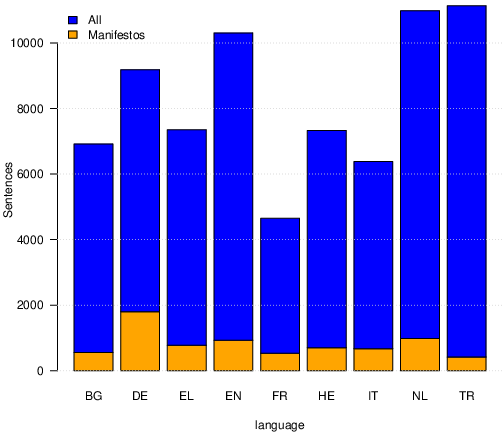 All
Manifestos
Sentences
10000
8000
6000
4000
2000
0
BG DE EL EN FR HE IT NL TR
language